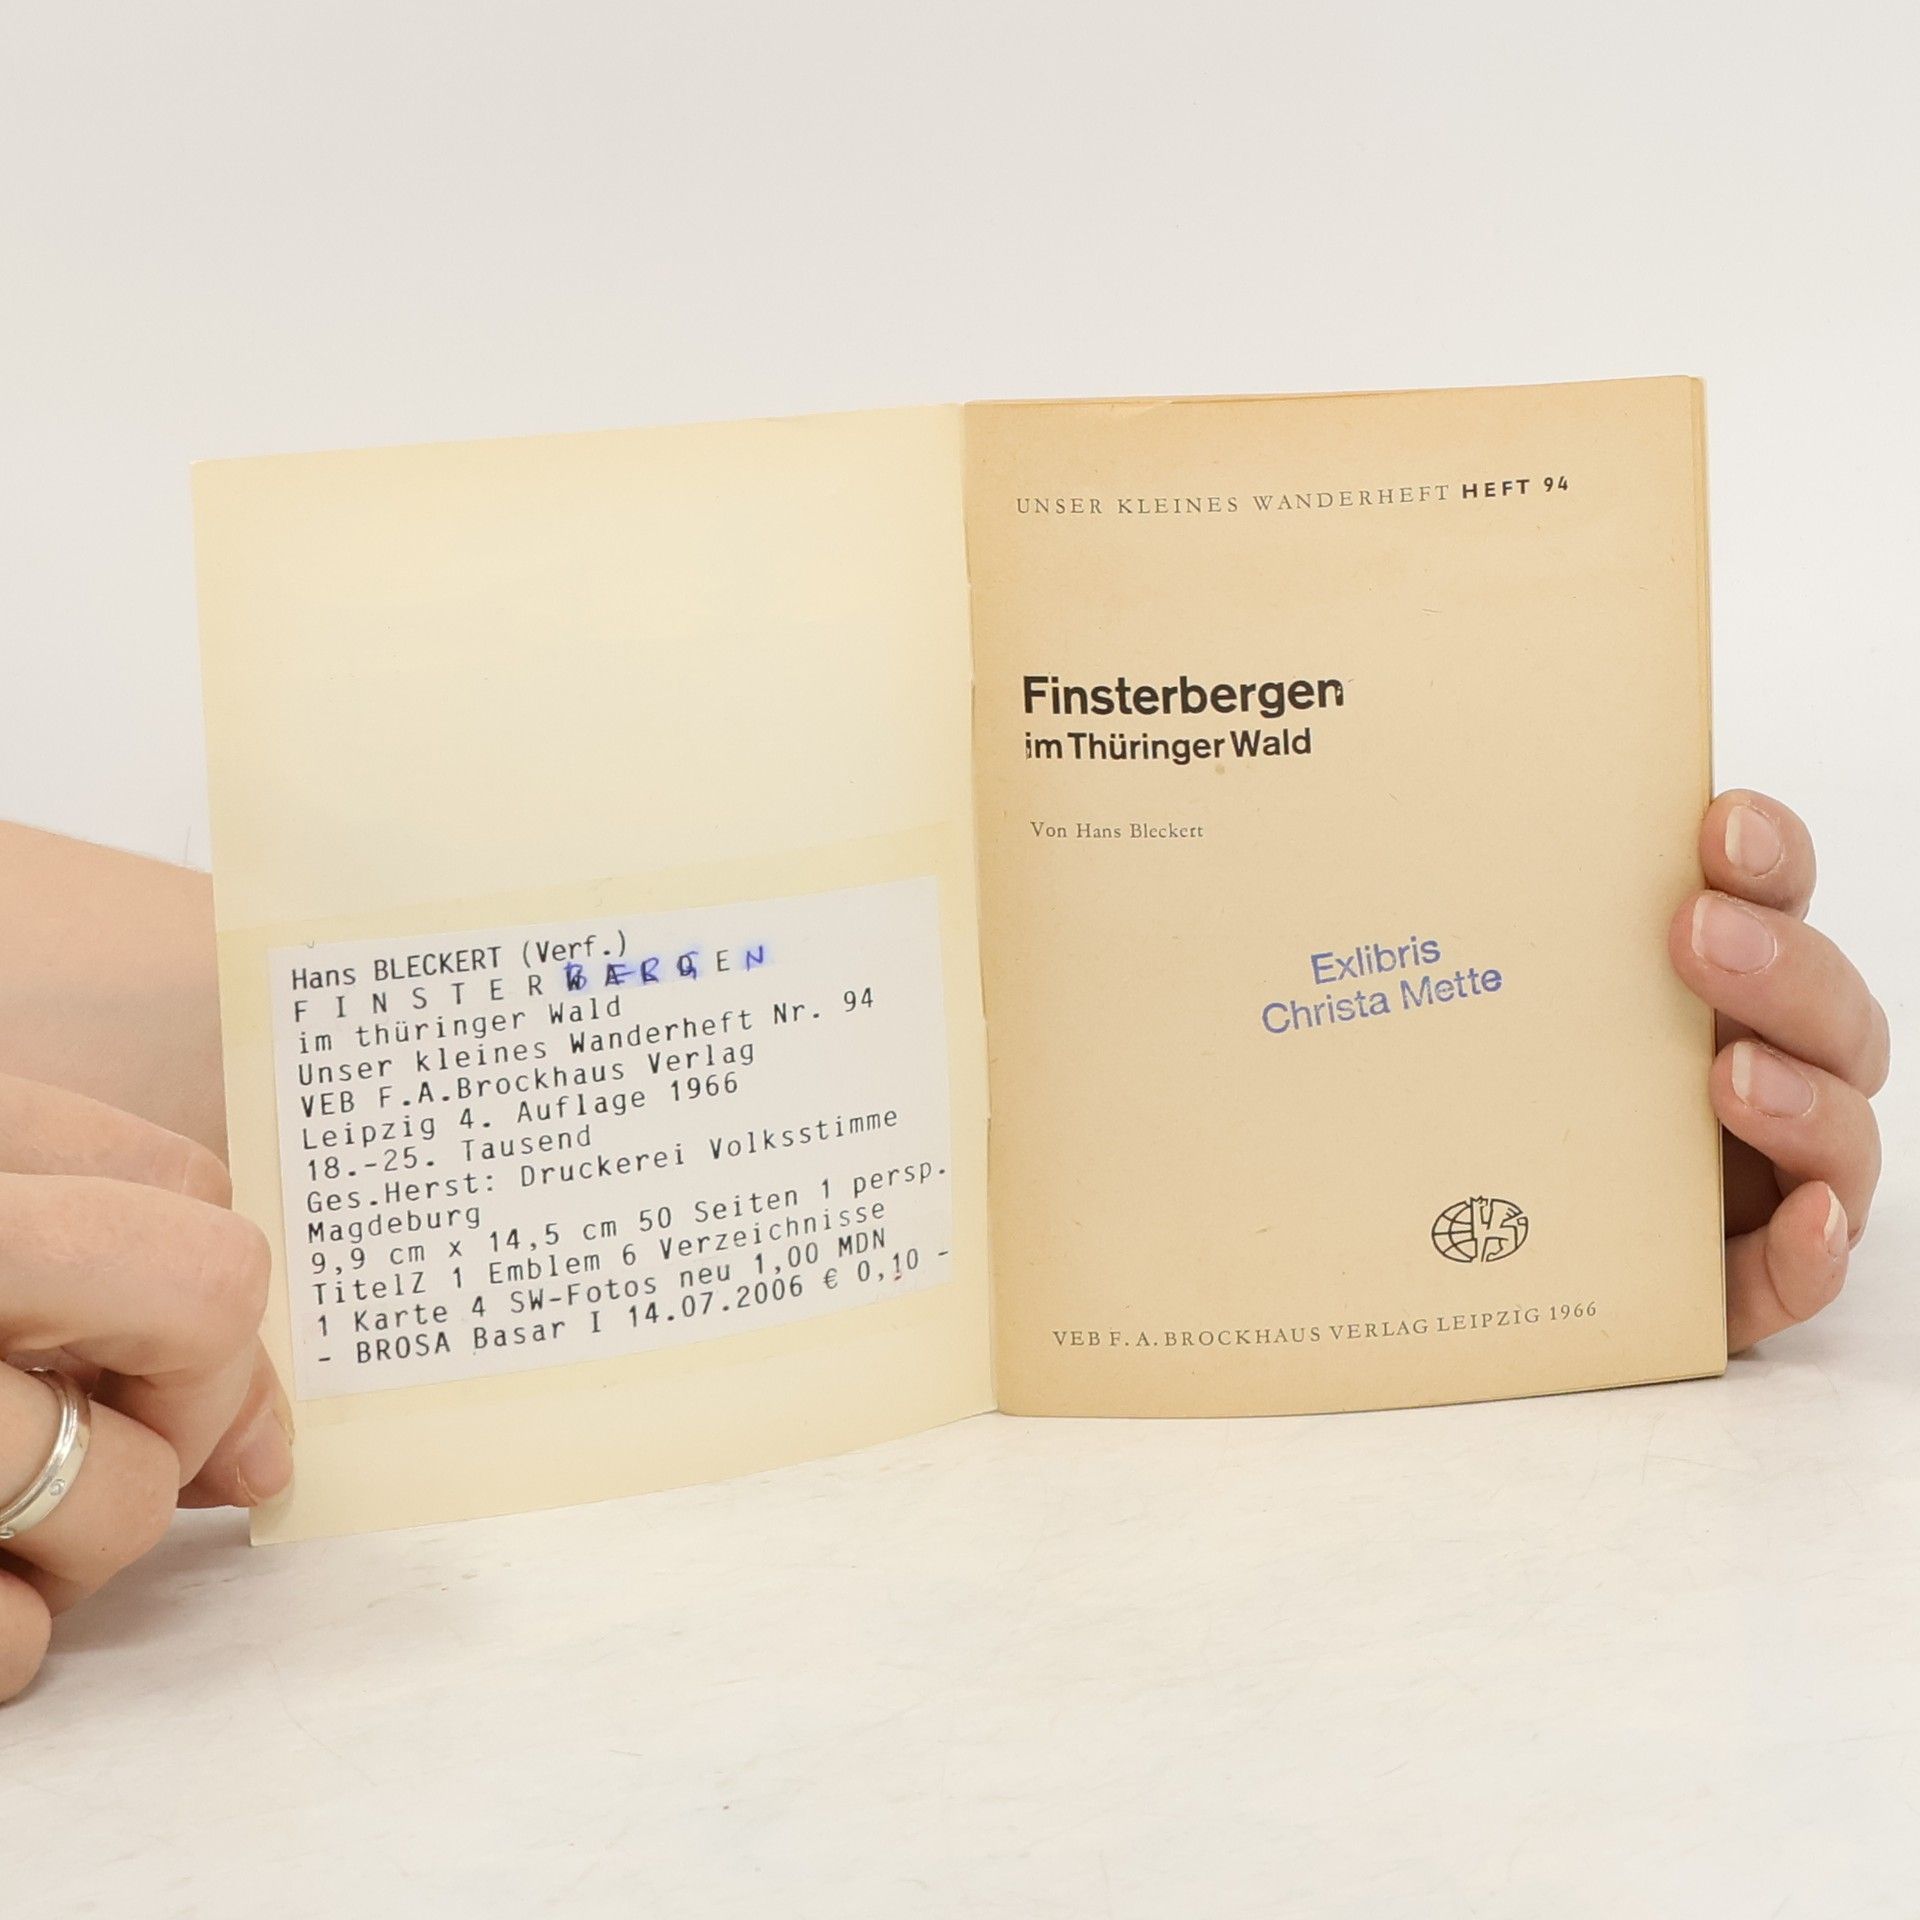 Hans BLECKERT (Verf.)
FINSTERBERGEN
im thüringer Wald
Unser kleines Wanderheft Nr. 94
VEB F.A.Brockhaus Verlag
Leipzig 4. Auflage 1966
18.-25. Tausend
Ges.Herst: Druckerei Volksstimme
Magdeburg
9,9 cm x 14,5 cm 50 Seiten 1 persp.
TitelZ 1 Emblem 6 Verzeichnisse
1 Karte 4 SW-Fotos neu 1,00 MDN
- BROSA Basar I 14.07.2006 € 0,10 -
UNSER KLEINES WANDERHEFT HEFT 94
Finsterbergen
im Thüringer Wald
Von Hans Bleckert
Exlibris
Christa Mette
VEB F. A. BROCKHAUS VERLAG LEIPZIG 1966